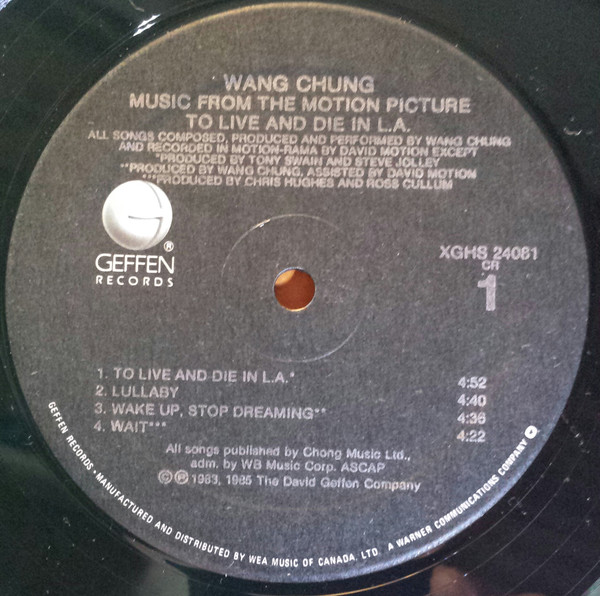 WANG CHUNG
MUSIC FROM THE MOTION PICTURE
TO LIVE AND DIE IN L.A.
ALL SONGS COMPOSED, PRODUCED AND PERFORMED BY WANG CHUNG
AND RECORDED IN MOTION-RAMA BY DAVID MOTION EXCEPT
*PRODUCED BY TONY SWAIN AND STEVE JOLLEY
**PRODUCED BY WANG CHUNG, ASSISTED BY DAVID MOTION
***PRODUCED BY CHRIS HUGHES AND ROSS CULLUM
G ®
GEFFEN
RECORDS
XGHS 24081
CR
1
1. TO LIVE AND DIE IN L.A.* 4:52
2. LULLABY 4:40
3. WAKE UP, STOP DREAMING** 4:36
4. WAIT*** 4:22
All songs published by Chong Music Ltd.,
adm. by WB Music Corp. ASCAP
©℗ 1983, 1985 The David Geffen Company
GEFFEN RECORDS • MANUFACTURED AND DISTRIBUTED BY WEA MUSIC OF CANADA, LTD. A WARNER COMMUNICATIONS COMPANY